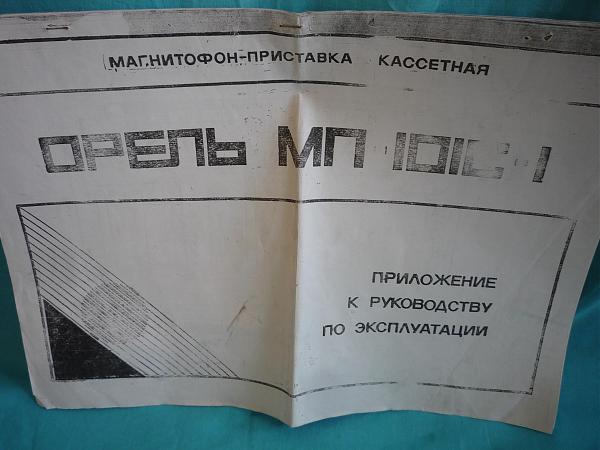 МАГНИТОФОН-ПРИСТАВКА КАССЕТНАЯ
ОРЕЛЬ МП 101С-1
ПРИЛОЖЕНИЕ
К РУКОВОДСТВУ
ПО ЭКСПЛУАТАЦИИ